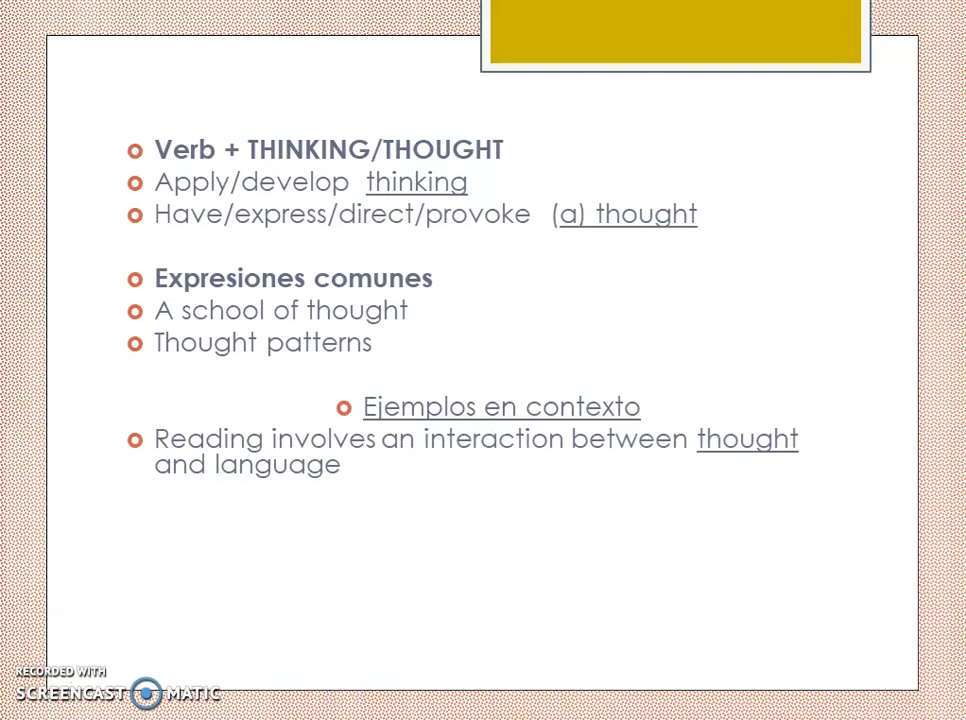 Verb + THINKING/THOUGHT
Apply/develop thinking
Have/express/direct/provoke (a) thought
Expresiones comunes
A school of thought
Thought patterns
Ejemplos en contexto
Reading involves an interaction between thought
and language
RECORDED WITH
SCREENCAST MATIC